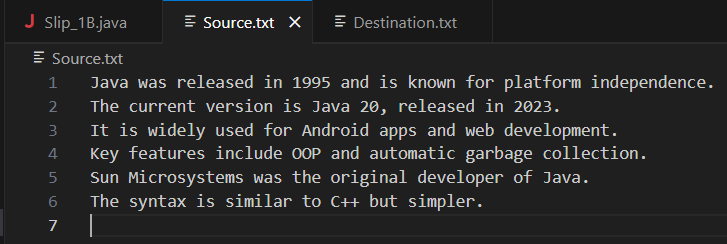 J Slip_1B.java Source.txt × Destination.txt
Source.txt
1 Java was released in 1995 and is known for platform independence.
2 The current version is Java 20, released in 2023.
3 It is widely used for Android apps and web development.
4 Key features include OOP and automatic garbage collection.
5 Sun Microsystems was the original developer of Java.
6 The syntax is similar to C++ but simpler.
7